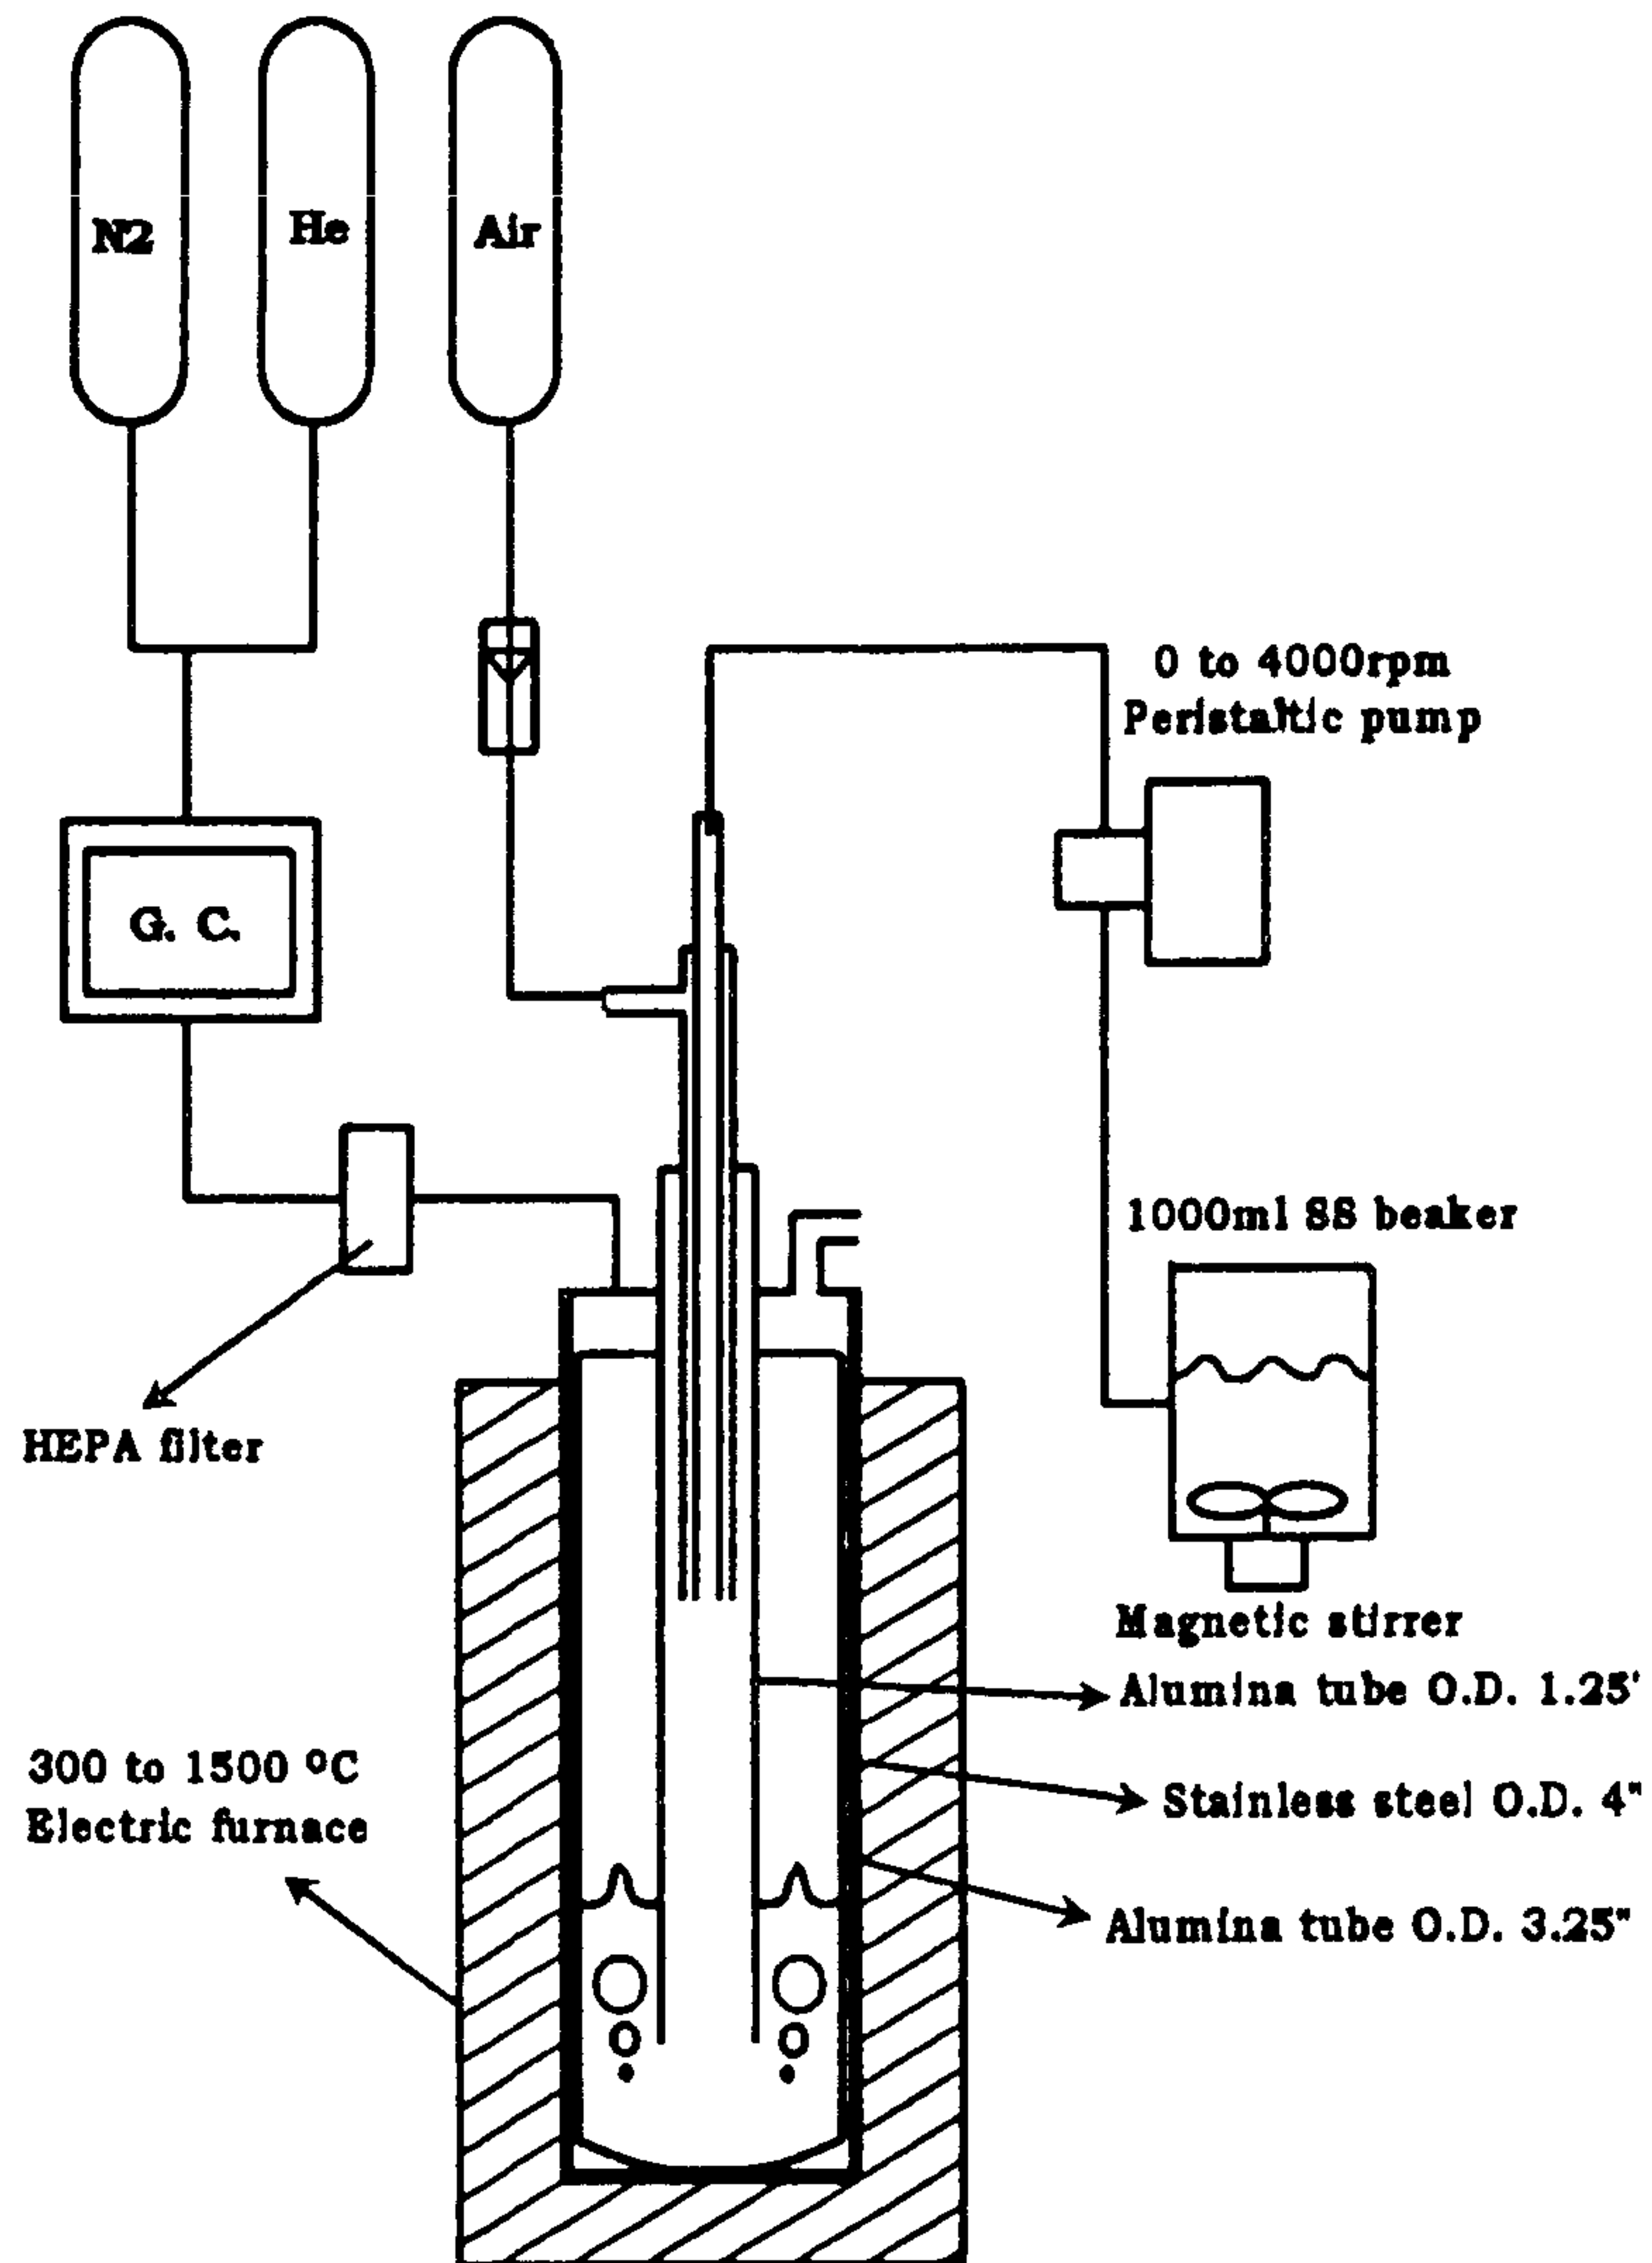 N2
He
Air
0 to 4000rpm
Peristaltic pump
G. C.
1000ml SS beaker
HEPA filter
Magnetic stirrer
Alumina tube O.D. 1.25'
300 to 1500 ºC
Electric furnace
Stainless steel O.D. 4"
Alumina tube O.D. 3.25"